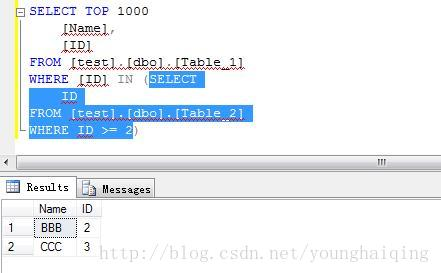 SELECT TOP 1000
[Name],
[ID]
FROM [test].[dbo].[Table_1]
WHERE [ID] IN (SELECT
ID
FROM [test].[dbo].[Table_2]
WHERE ID >= 2)
Results Messages
Name ID
1 BBB 2
2 CCC 3
http://blog.csdn.net/younghaiqing